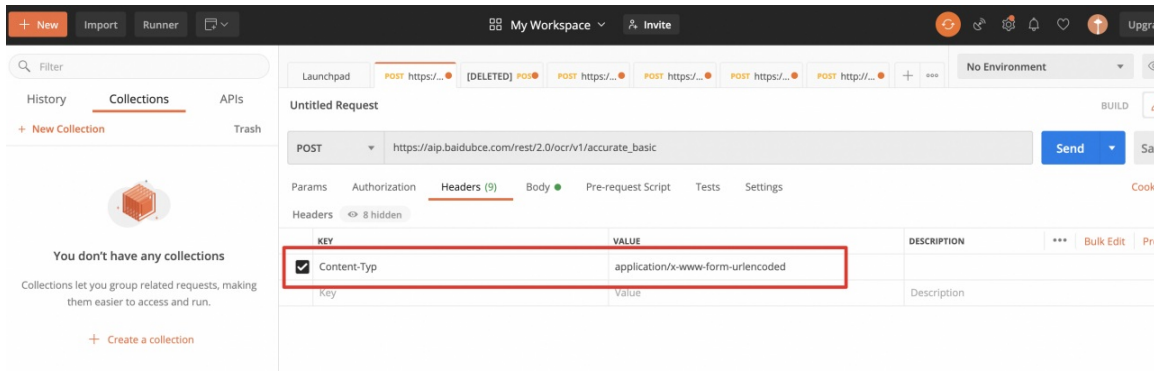 + New Import Runner My Workspace Invite Upgra
Filter
Launchpad POST https:/... [DELETED] POS POST https:/... POST https:/... POST https:/... POST http://... + No Environment
History Collections APIs
Untitled Request BUILD
+ New Collection Trash
POST https://aip.baidubce.com/rest/2.0/ocr/v1/accurate_basic Send Sa
Params Authorization Headers (9) Body Pre-request Script Tests Settings Cook
Headers 8 hidden
KEY VALUE DESCRIPTION ... Bulk Edit Pr
Content-Typ application/x-www-form-urlencoded
Key Value Description
You don't have any collections
Collections let you group related requests, making
them easier to access and run.
+ Create a collection